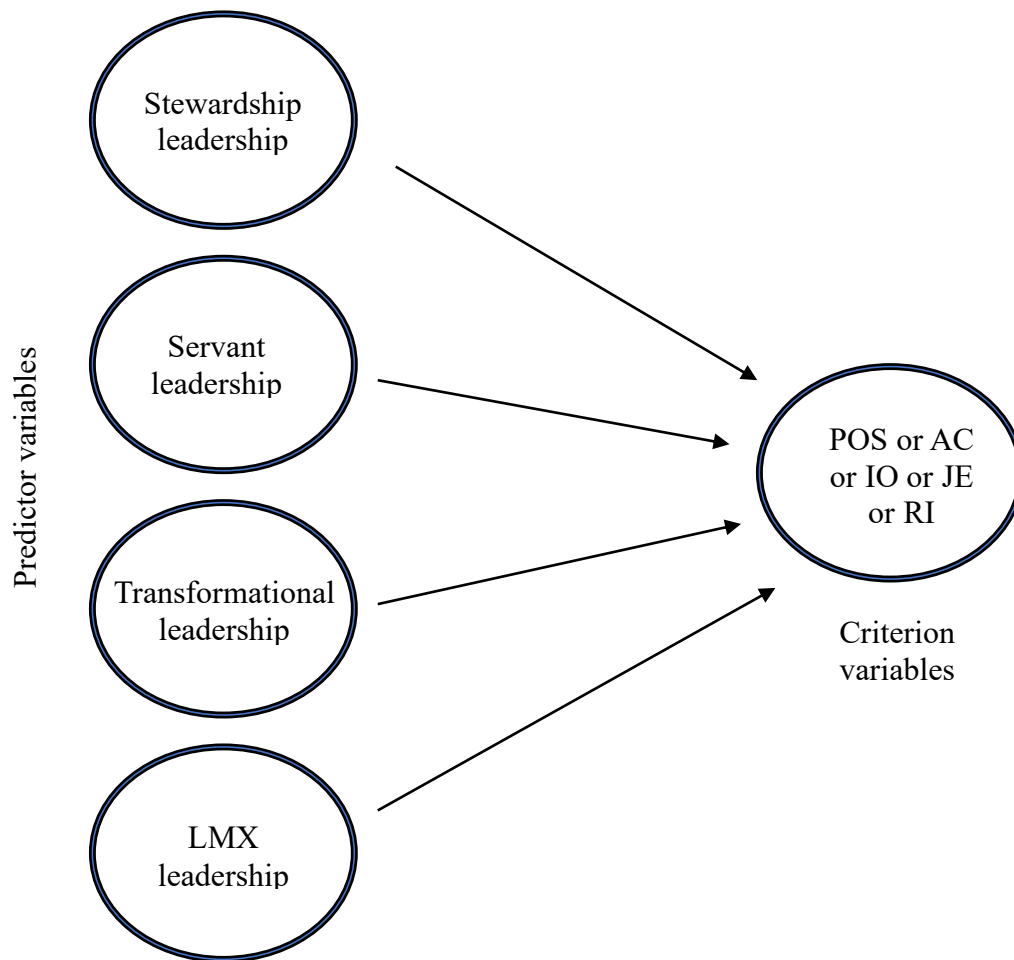 Predictor variables
Stewardship
leadership
Servant
leadership
Transformational
leadership
LMX
leadership
POS or AC
or IO or JE
or RI
Criterion
variables